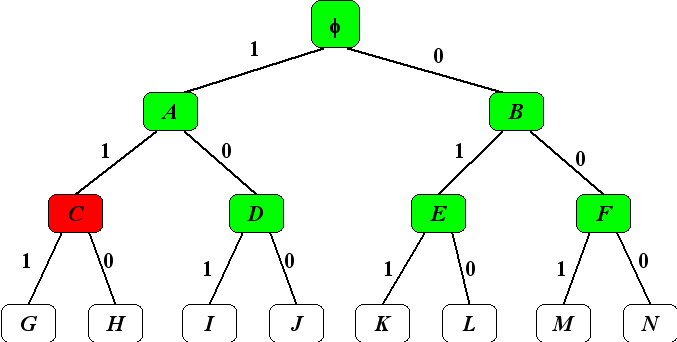 ϕ
1 0
A B
1 0 1 0
C D E F
1 0 1 0 1 0 1 0
G H I J K L M N